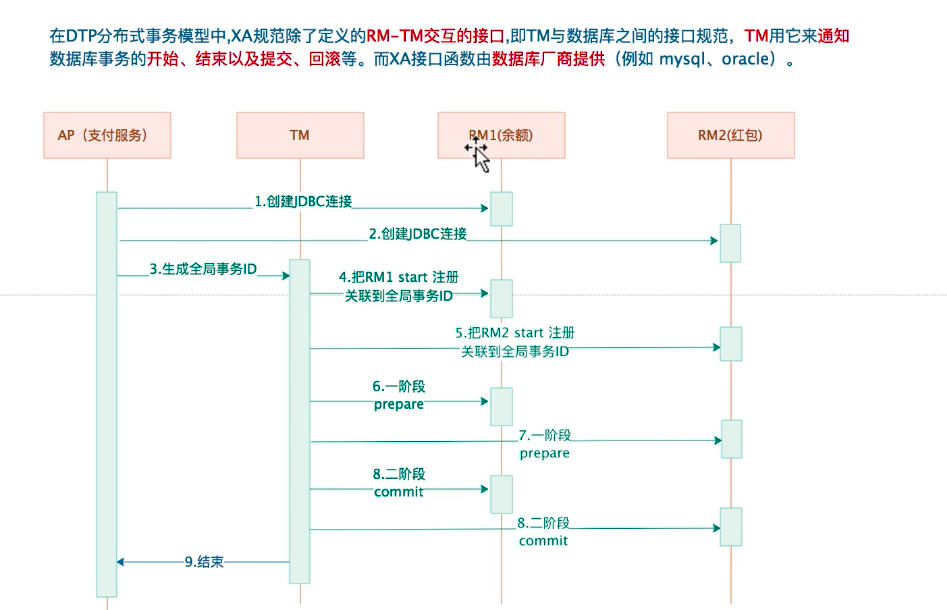 在DTP分布式事务模型中,XA规范除了定义的RM-TM交互的接口,即TM与数据库之间的接口规范，TM用它来通知
数据库事务的开始、结束以及提交、回滚等。而XA接口函数由数据库厂商提供（例如 mysql、oracle）。
AP（支付服务）
TM
RM1(余额)
RM2(红包)
1.创建JDBC连接
2.创建JDBC连接
3.生成全局事务ID
4.把RM1 start 注册
关联到全局事务ID
5.把RM2 start 注册
关联到全局事务ID
6.一阶段
prepare
7.一阶段
prepare
8.二阶段
commit
8.二阶段
commit
9.结束